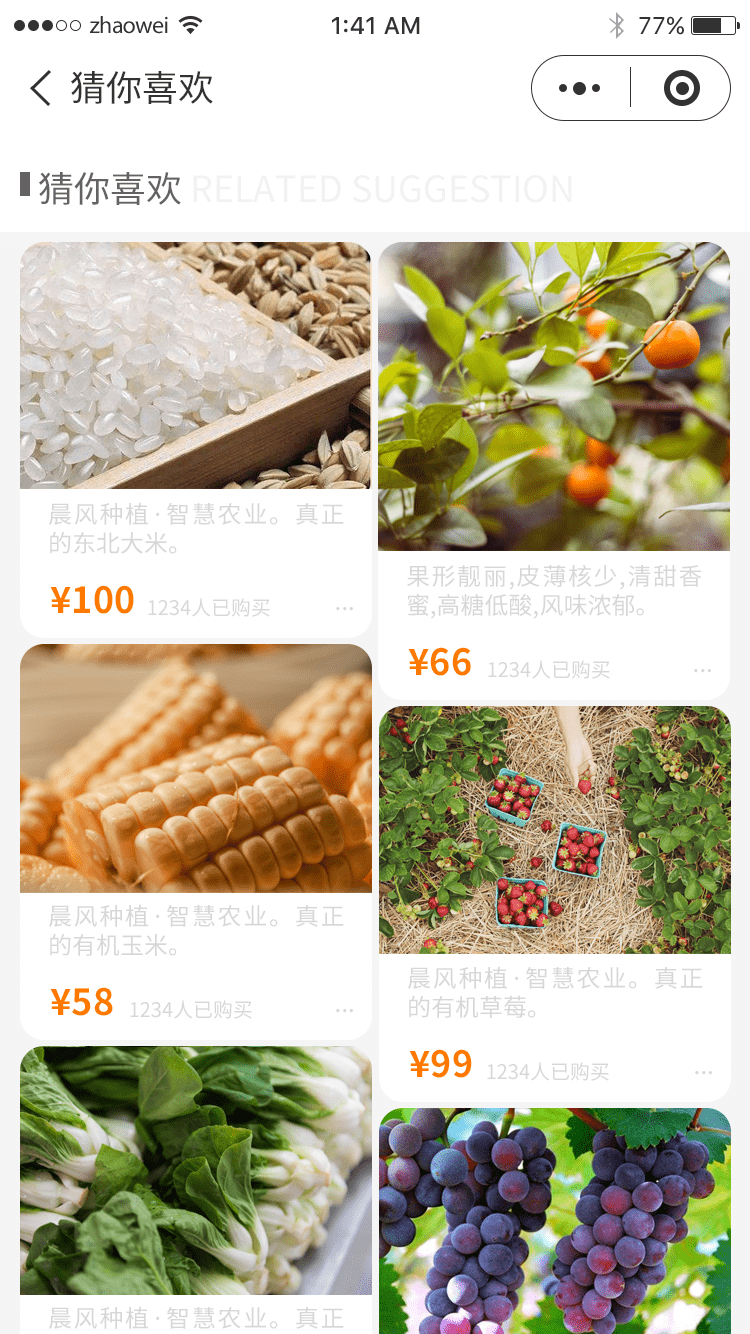 zhaowei
1:41 AM
77%
猜你喜欢
猜你喜欢 RELATED SUGGESTION
晨风种植·智慧农业。真正
的东北大米。
¥100 1234人已购买 ...
果形靓丽,皮薄核少,清甜香
蜜,高糖低酸,风味浓郁。
¥66 1234人已购买 ...
晨风种植·智慧农业。真正
的有机玉米。
¥58 1234人已购买 ...
晨风种植·智慧农业。真正
的有机草莓。
¥99 1234人已购买 ...
晨风种植·智慧农业。真正